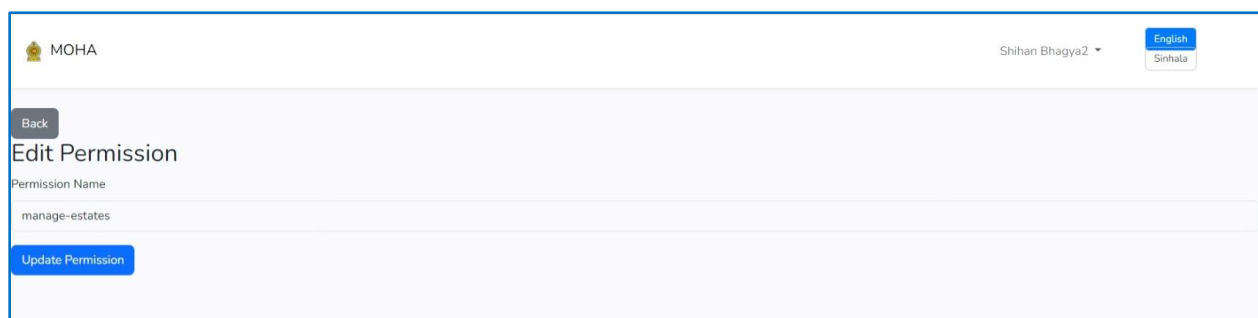 MOHA
Shihan Bhagya2
English
Sinhala
Back
Edit Permission
Permission Name
manage-estates
Update Permission